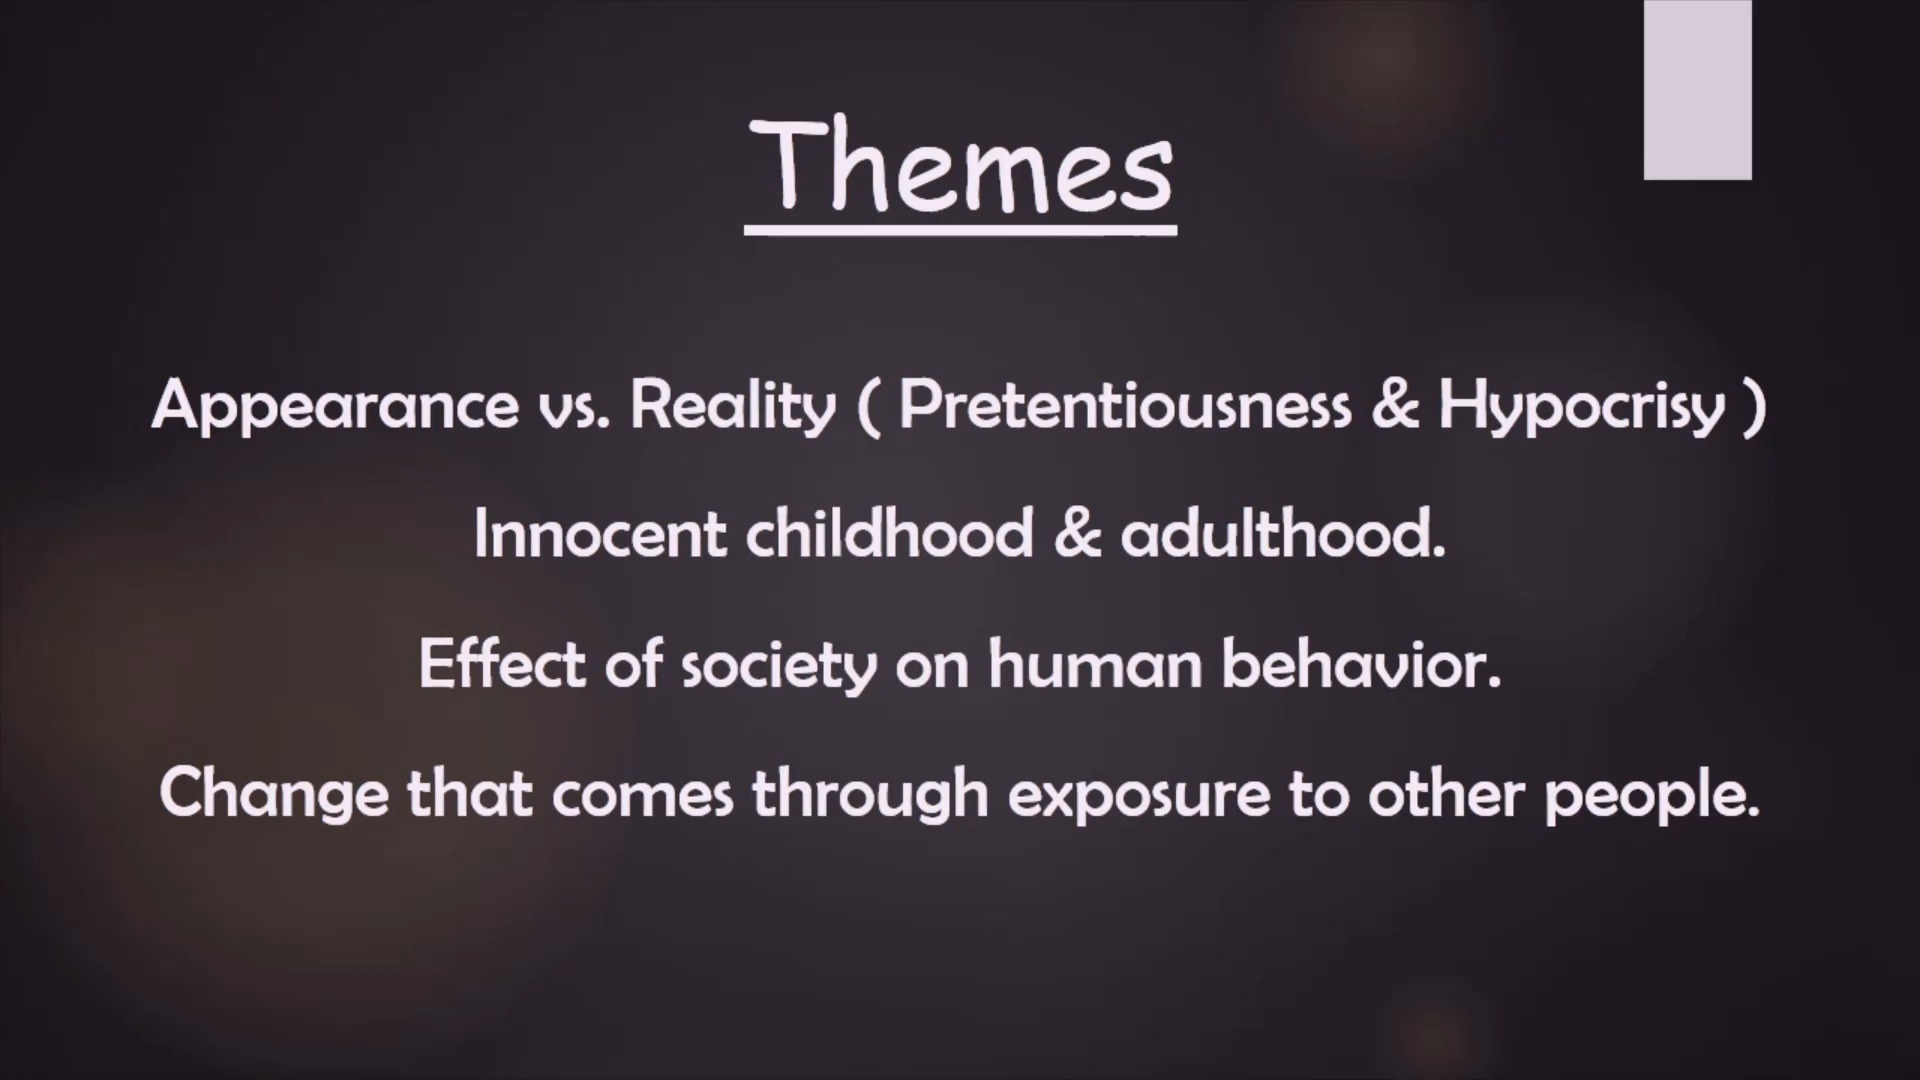 Themes
Appearance vs. Reality ( Pretentiousness & Hypocrisy )
Innocent childhood & adulthood.
Effect of society on human behavior.
Change that comes through exposure to other people.